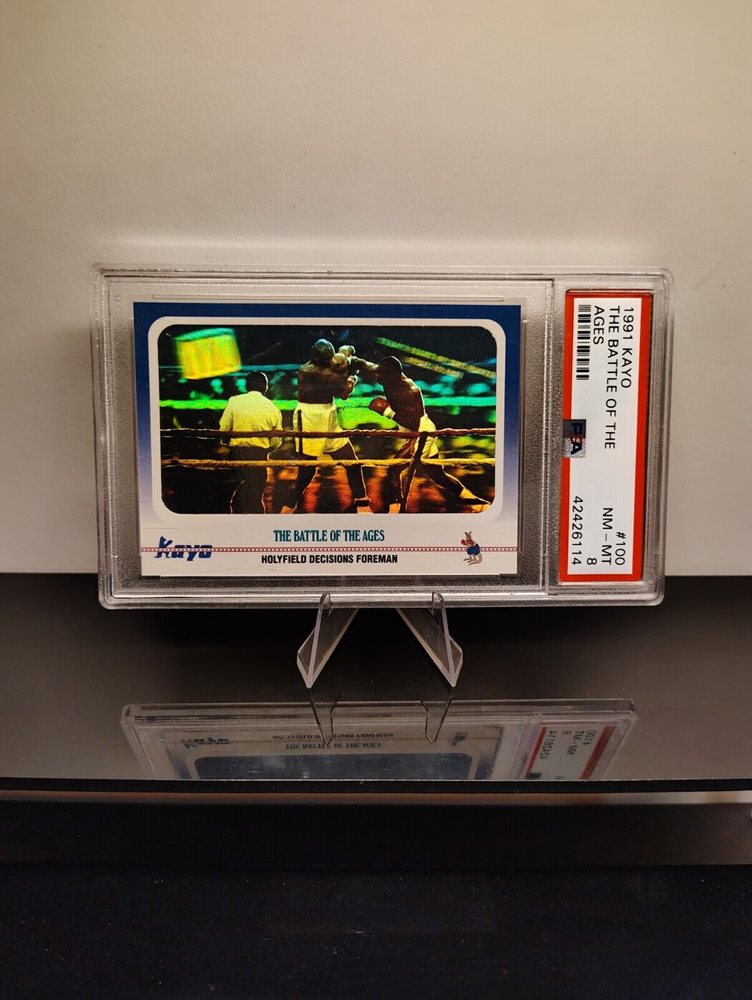 THE BATTLE OF THE AGES
Kayo
HOLYFIELD DECISIONS FOREMAN
1991 KAYO
THE BATTLE OF THE
AGES
#100
NM - MT
8
42426114
PSA